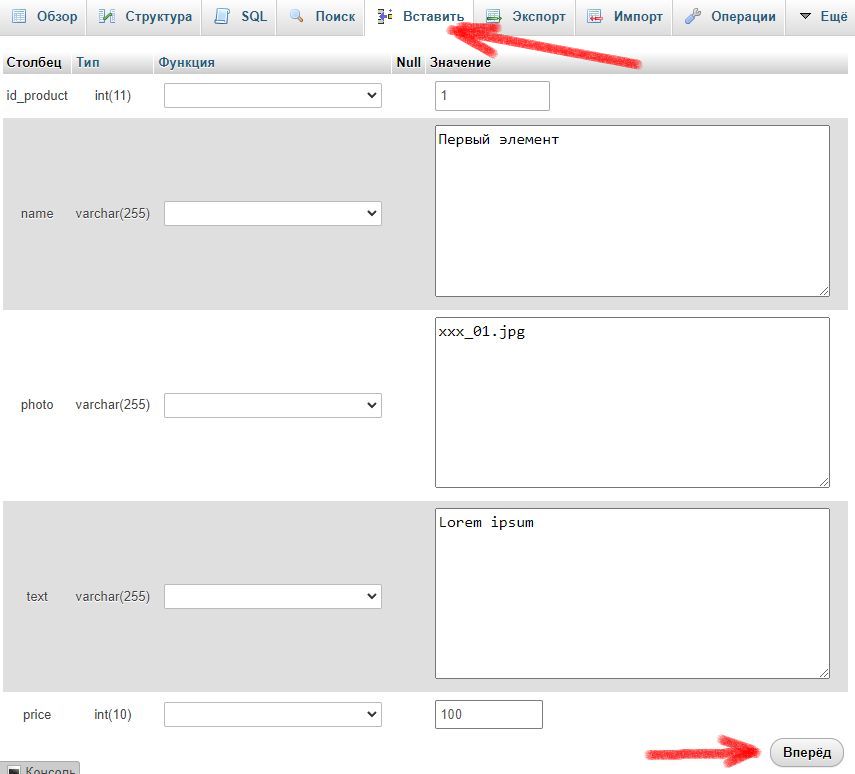 Обзор Структура SQL Поиск Вставить Экспорт Импорт Операции Ещё
Столбец Тип Функция Null Значение
id_product int(11) 1
name varchar(255) Первый элемент
photo varchar(255) xxx_01.jpg
text varchar(255) Lorem ipsum
price int(10) 100
Вперёд
Консоль